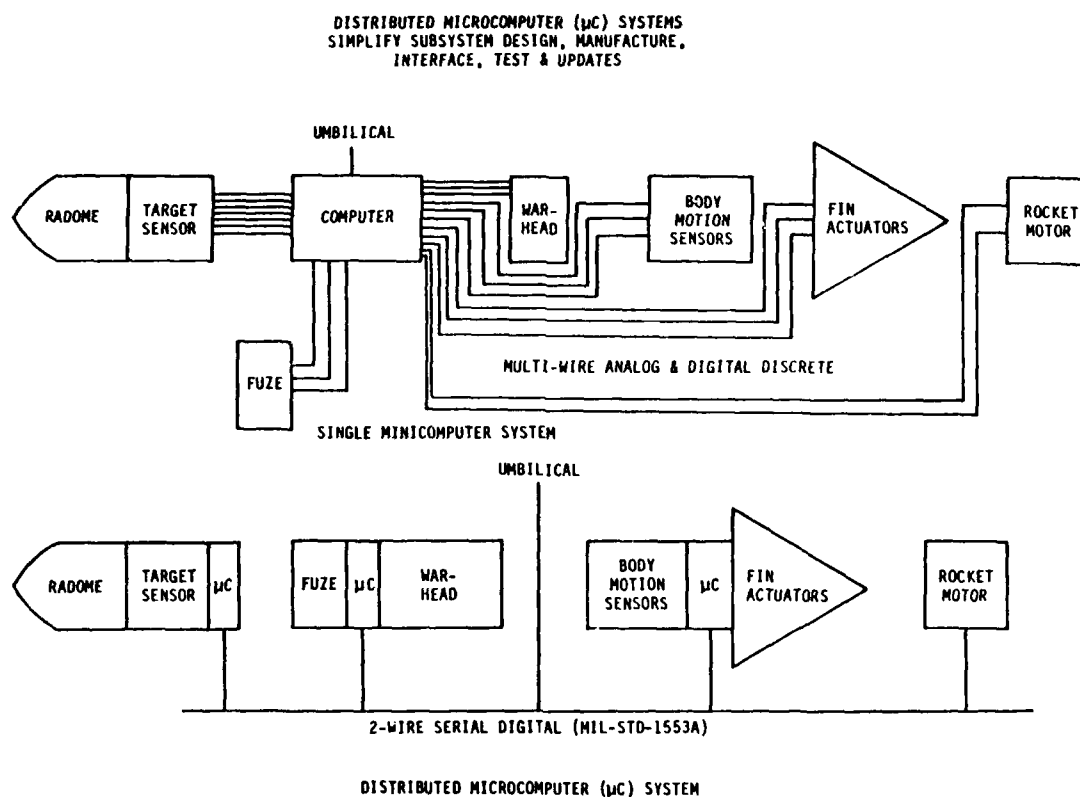 DISTRIBUTED MICROCOMPUTER (µC) SYSTEMS
SIMPLIFY SUBSYSTEM DESIGN, MANUFACTURE,
INTERFACE, TEST & UPDATES
UMBILICAL
RADOME
TARGET
SENSOR
COMPUTER
WAR-
HEAD
BODY
MOTION
SENSORS
FIN
ACTUATORS
ROCKET
MOTOR
FUZE
MULTI-WIRE ANALOG & DIGITAL DISCRETE
SINGLE MINICOMPUTER SYSTEM
UMBILICAL
RADOME
TARGET
SENSOR
µC
FUZE
µC
WAR-
HEAD
BODY
MOTION
SENSORS
µC
FIN
ACTUATORS
ROCKET
MOTOR
2-WIRE SERIAL DIGITAL (MIL-STD-1553A)
DISTRIBUTED MICROCOMPUTER (µC) SYSTEM